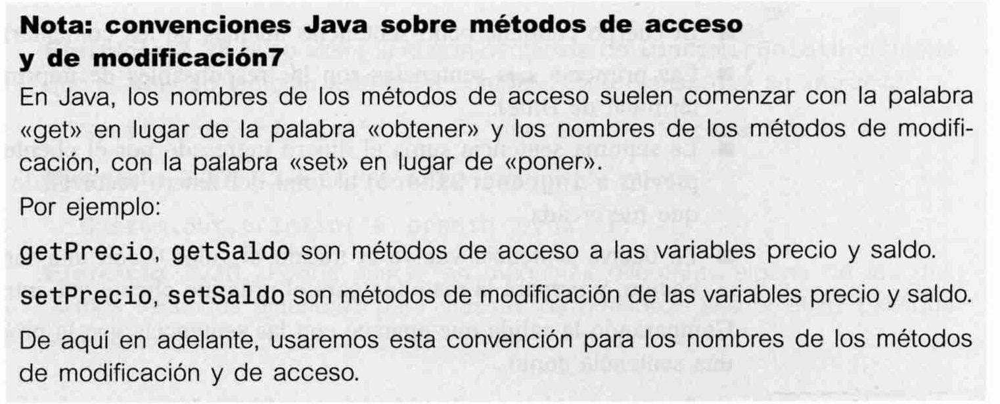 Nota: convenciones Java sobre métodos de acceso
y de modificación7
En Java, los nombres de los métodos de acceso suelen comenzar con la palabra
«get» en lugar de la palabra «obtener» y los nombres de los métodos de modifi-
cación, con la palabra «set» en lugar de «poner».
Por ejemplo:
getPrecio, getSaldo son métodos de acceso a las variables precio y saldo.
setPrecio, setSaldo son métodos de modificación de las variables precio y saldo.
De aquí en adelante, usaremos esta convención para los nombres de los métodos
de modificación y de acceso.